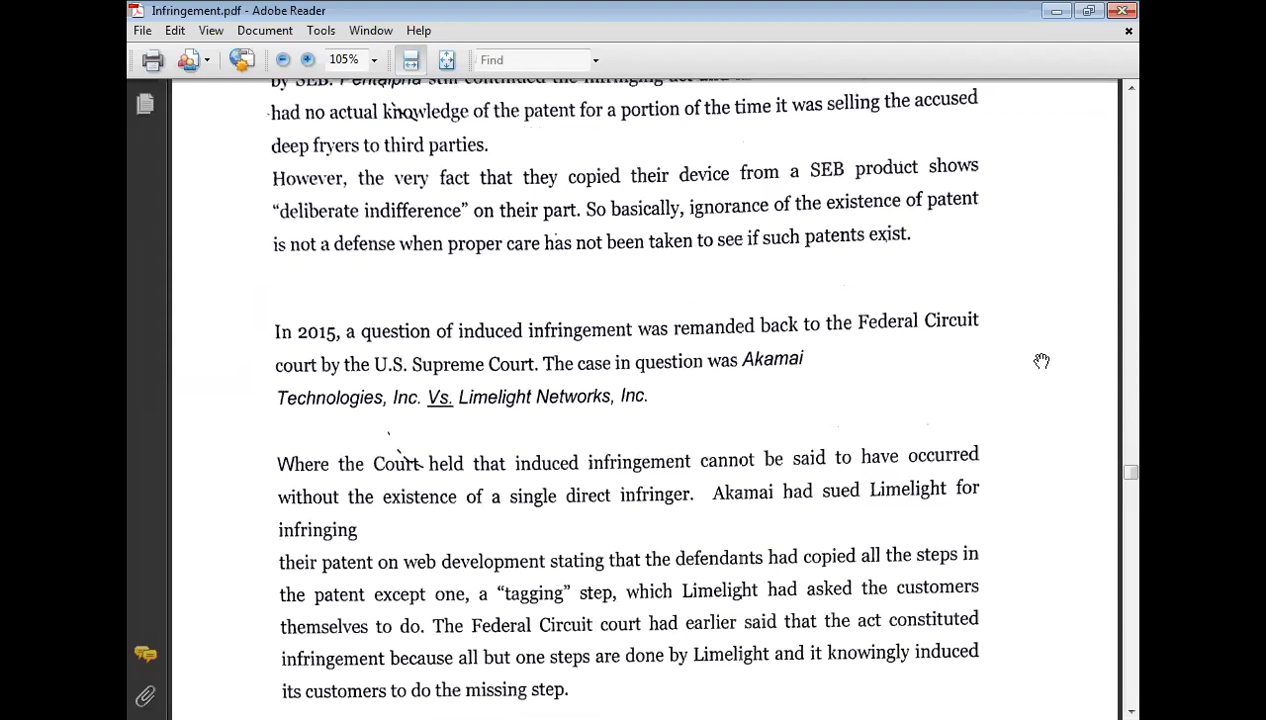 Infringement.pdf - Adobe Reader
File Edit View Document Tools Window Help
105% Find
by SEB. Pentalpha still continued the infringing act and
had no actual knowledge of the patent for a portion of the time it was selling the accused
deep fryers to third parties.
However, the very fact that they copied their device from a SEB product shows
“deliberate indifference” on their part. So basically, ignorance of the existence of patent
is not a defense when proper care has not been taken to see if such patents exist.
In 2015, a question of induced infringement was remanded back to the Federal Circuit
court by the U.S. Supreme Court. The case in question was Akamai
Technologies, Inc. Vs. Limelight Networks, Inc.
Where the Court held that induced infringement cannot be said to have occurred
without the existence of a single direct infringer. Akamai had sued Limelight for
infringing
their patent on web development stating that the defendants had copied all the steps in
the patent except one, a “tagging” step, which Limelight had asked the customers
themselves to do. The Federal Circuit court had earlier said that the act constituted
infringement because all but one steps are done by Limelight and it knowingly induced
its customers to do the missing step.